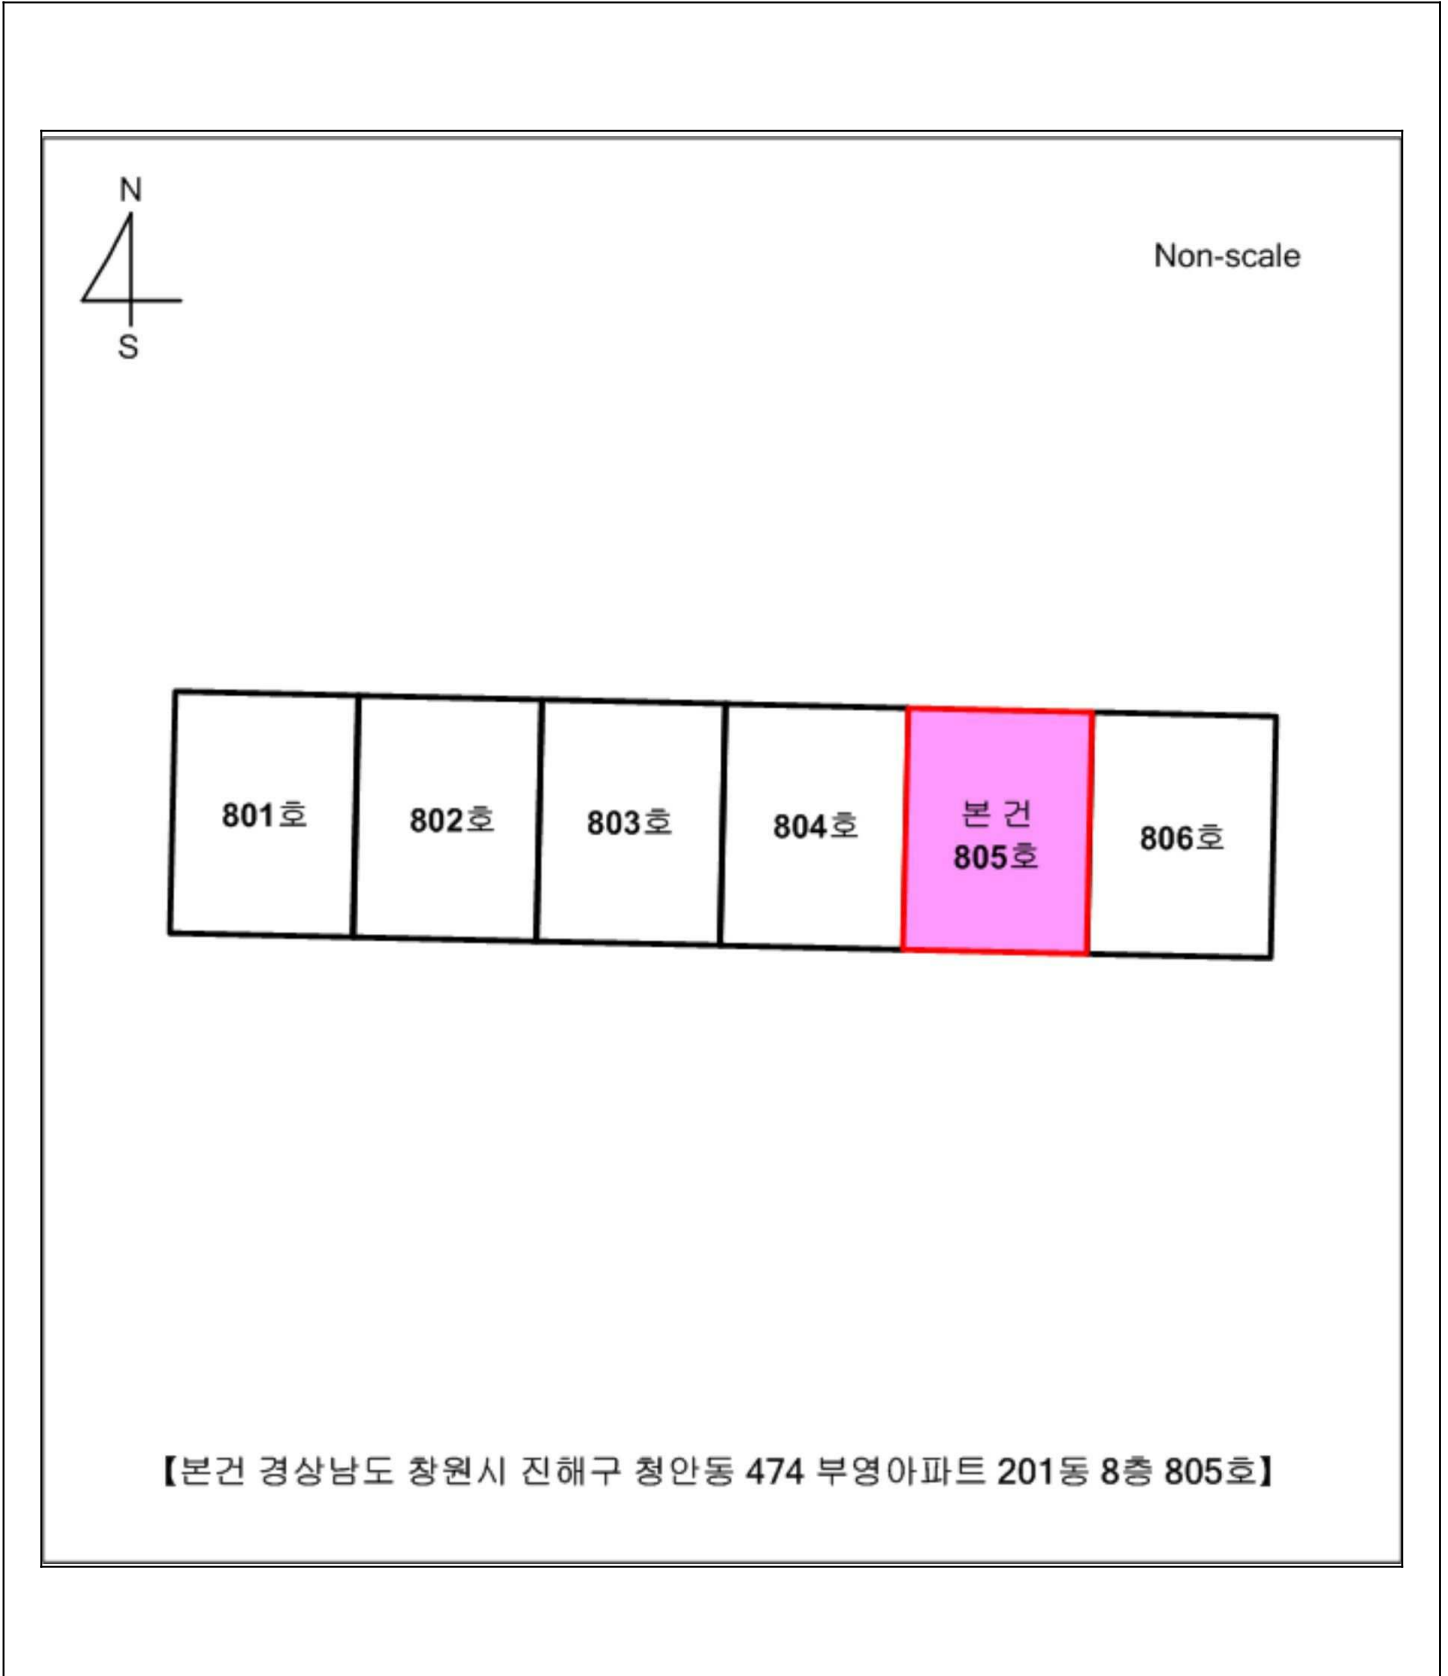 N
S
Non-scale
801호
802호
803호
804호
본 건
805호
806호
【본건 경상남도 창원시 진해구 청안동 474 부영아파트 201동 8층 805호】